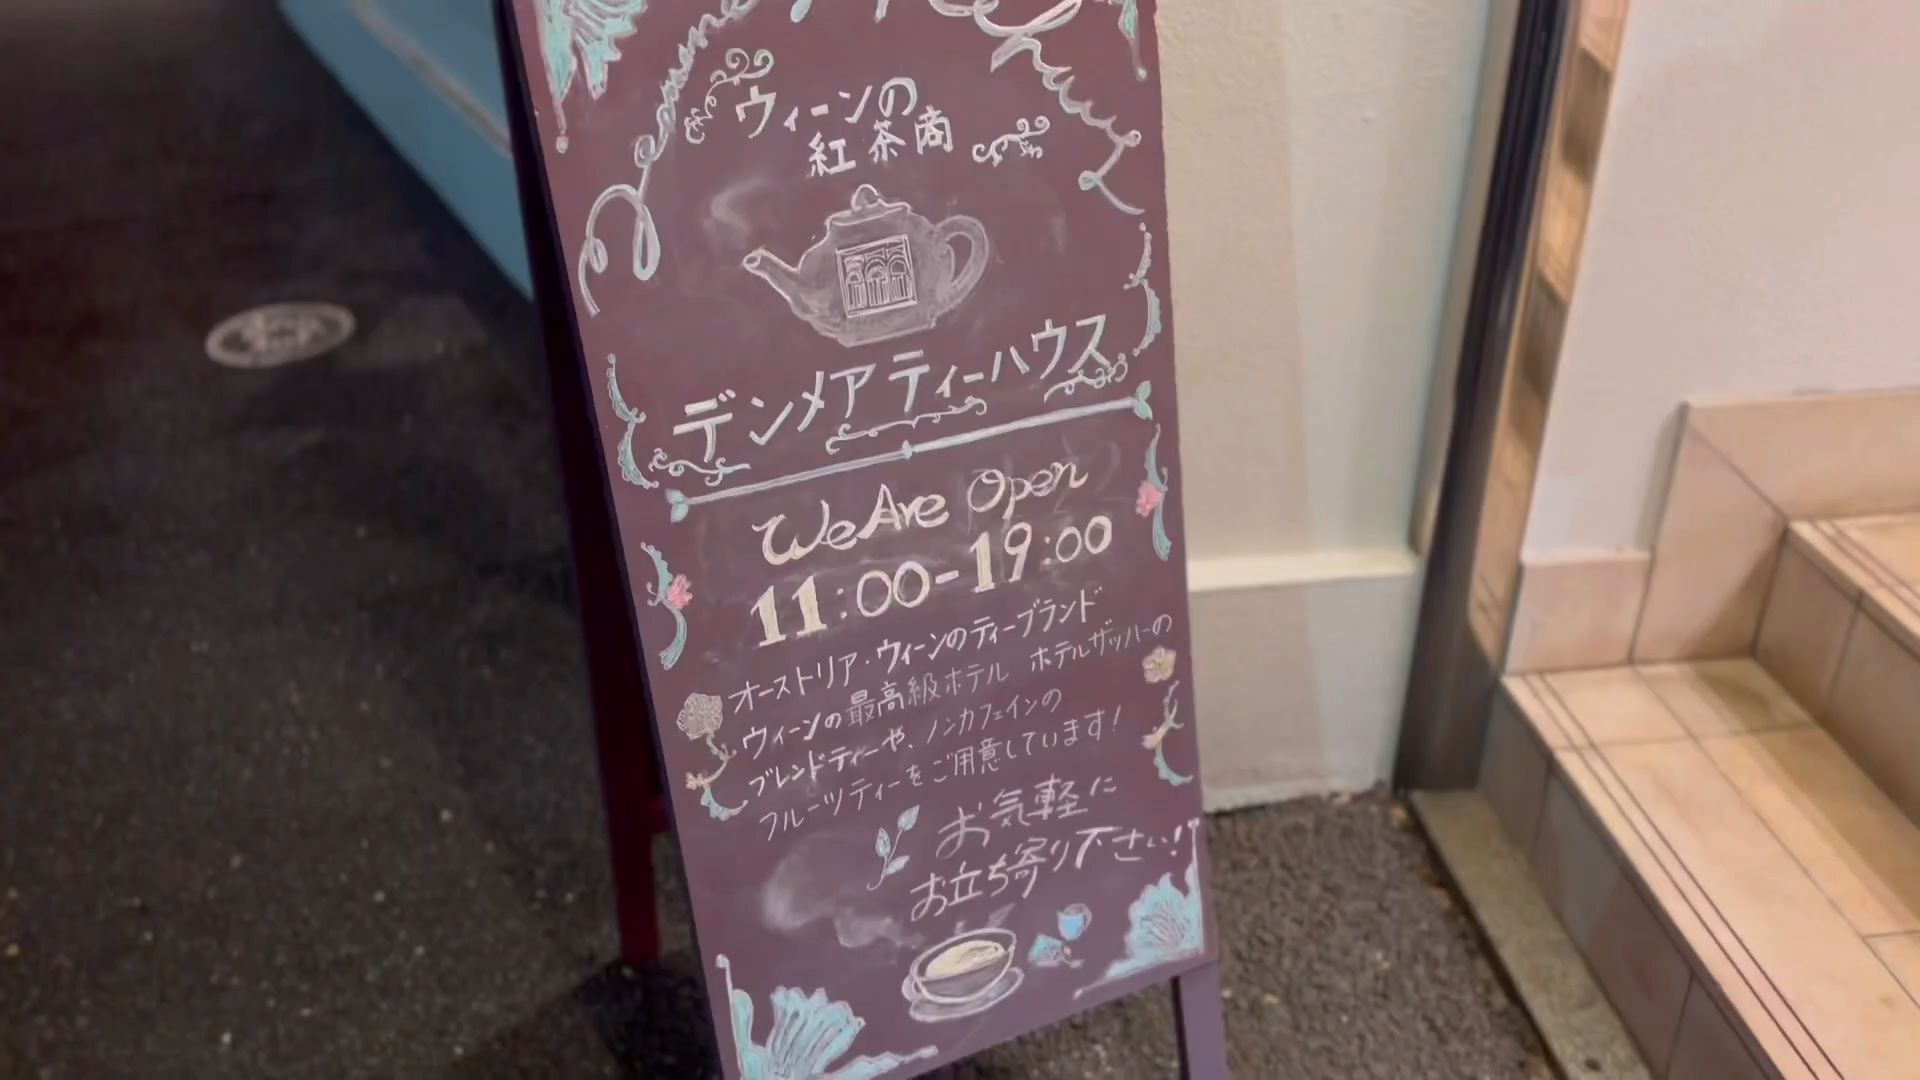 ウィーンの
紅茶商
デンメアティーハウス
We Are Open
11:00-19:00
オーストリア・ウィーンのティーブランド
ウィーンの最高級ホテル ホテルザッハーの
ブレンドティーや、ノンカフェインの
フルーツティーをご用意しています!
お気軽に
お立ち寄り下さい!